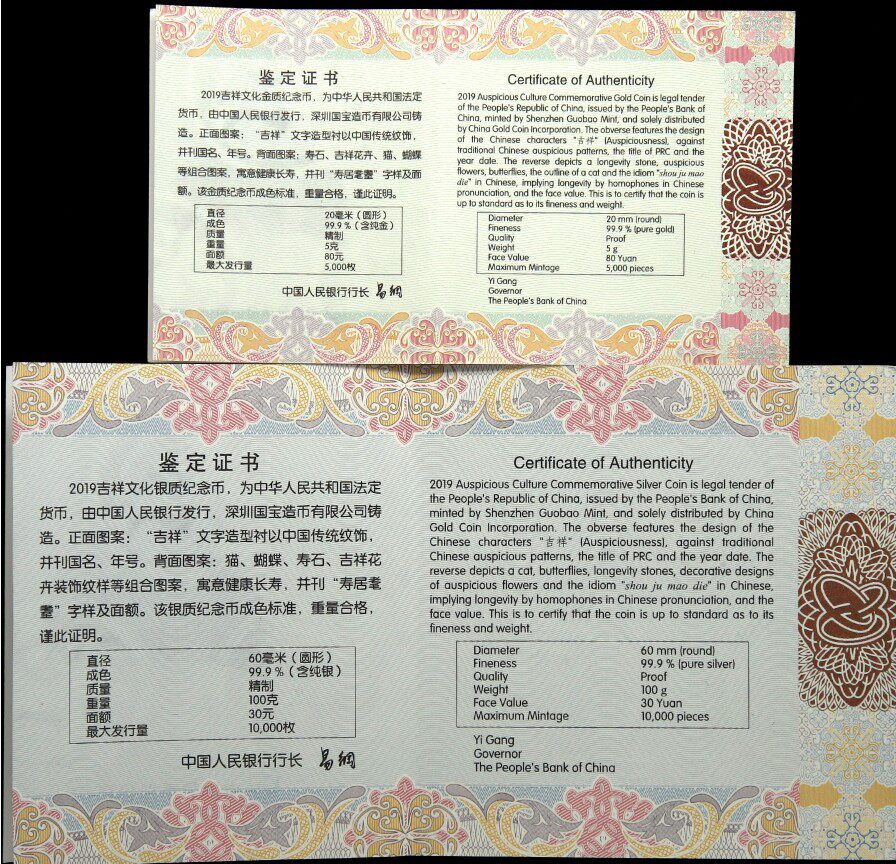 鉴定证书
2019吉祥文化金质纪念币，为中华人民共和国法定
货币，由中国人民银行发行，深圳国宝造币有限公司铸
造。正面图案：“吉祥”文字造型衬以中国传统纹饰，
并刊国名、年号。背面图案：寿石、吉祥花卉、猫、蝴蝶
等组合图案，寓意健康长寿，并刊“寿居耄耋”字样及面
额。该金质纪念币成色标准，重量合格，谨此证明。
直径 20毫米（圆形）
成色 99.9％（含纯金）
质量 精制
重量 5克
面额 80元
最大发行量 5,000枚
中国人民银行行长 易纲
Certificate of Authenticity
2019 Auspicious Culture Commemorative Gold Coin is legal tender
of the People's Republic of China, issued by the People's Bank of
China, minted by Shenzhen Guobao Mint, and solely distributed
by China Gold Coin Incorporation. The obverse features the design
of the Chinese characters "吉祥" (Auspiciousness), against
traditional Chinese auspicious patterns, the title of PRC and the
year date. The reverse depicts a longevity stone, auspicious
flowers, butterflies, the outline of a cat and the idiom "shou ju mao
die" in Chinese, implying longevity by homophones in Chinese
pronunciation, and the face value. This is to certify that the coin is
up to standard as to its fineness and weight.
Diameter 20 mm (round)
Fineness 99.9 % (pure gold)
Quality Proof
Weight 5 g
Face Value 80 Yuan
Maximum Mintage 5,000 pieces
Yi Gang
Governor
The People's Bank of China
鉴定证书
2019吉祥文化银质纪念币，为中华人民共和国法定
货币，由中国人民银行发行，深圳国宝造币有限公司铸
造。正面图案：“吉祥”文字造型衬以中国传统纹饰，
并刊国名、年号。背面图案：猫、蝴蝶、寿石、吉祥花
卉装饰纹样等组合图案，寓意健康长寿，并刊“寿居耄
耋”字样及面额。该银质纪念币成色标准，重量合格，
谨此证明。
直径 60毫米（圆形）
成色 99.9％（含纯银）
质量 精制
重量 100克
面额 30元
最大发行量 10,000枚
中国人民银行行长 易纲
Certificate of Authenticity
2019 Auspicious Culture Commemorative Silver Coin is legal tender of
the People's Republic of China, issued by the People's Bank of China,
minted by Shenzhen Guobao Mint, and solely distributed by China
Gold Coin Incorporation. The obverse features the design of the
Chinese characters "吉祥" (Auspiciousness), against traditional
Chinese auspicious patterns, the title of PRC and the year date. The
reverse depicts a cat, butterflies, longevity stones, decorative designs
of auspicious flowers and the idiom "shou ju mao die" in Chinese,
implying longevity by homophones in Chinese pronunciation, and the
face value. This is to certify that the coin is up to standard as to its
fineness and weight.
Diameter 60 mm (round)
Fineness 99.9 % (pure silver)
Quality Proof
Weight 100 g
Face Value 30 Yuan
Maximum Mintage 10,000 pieces
Yi Gang
Governor
The People's Bank of China